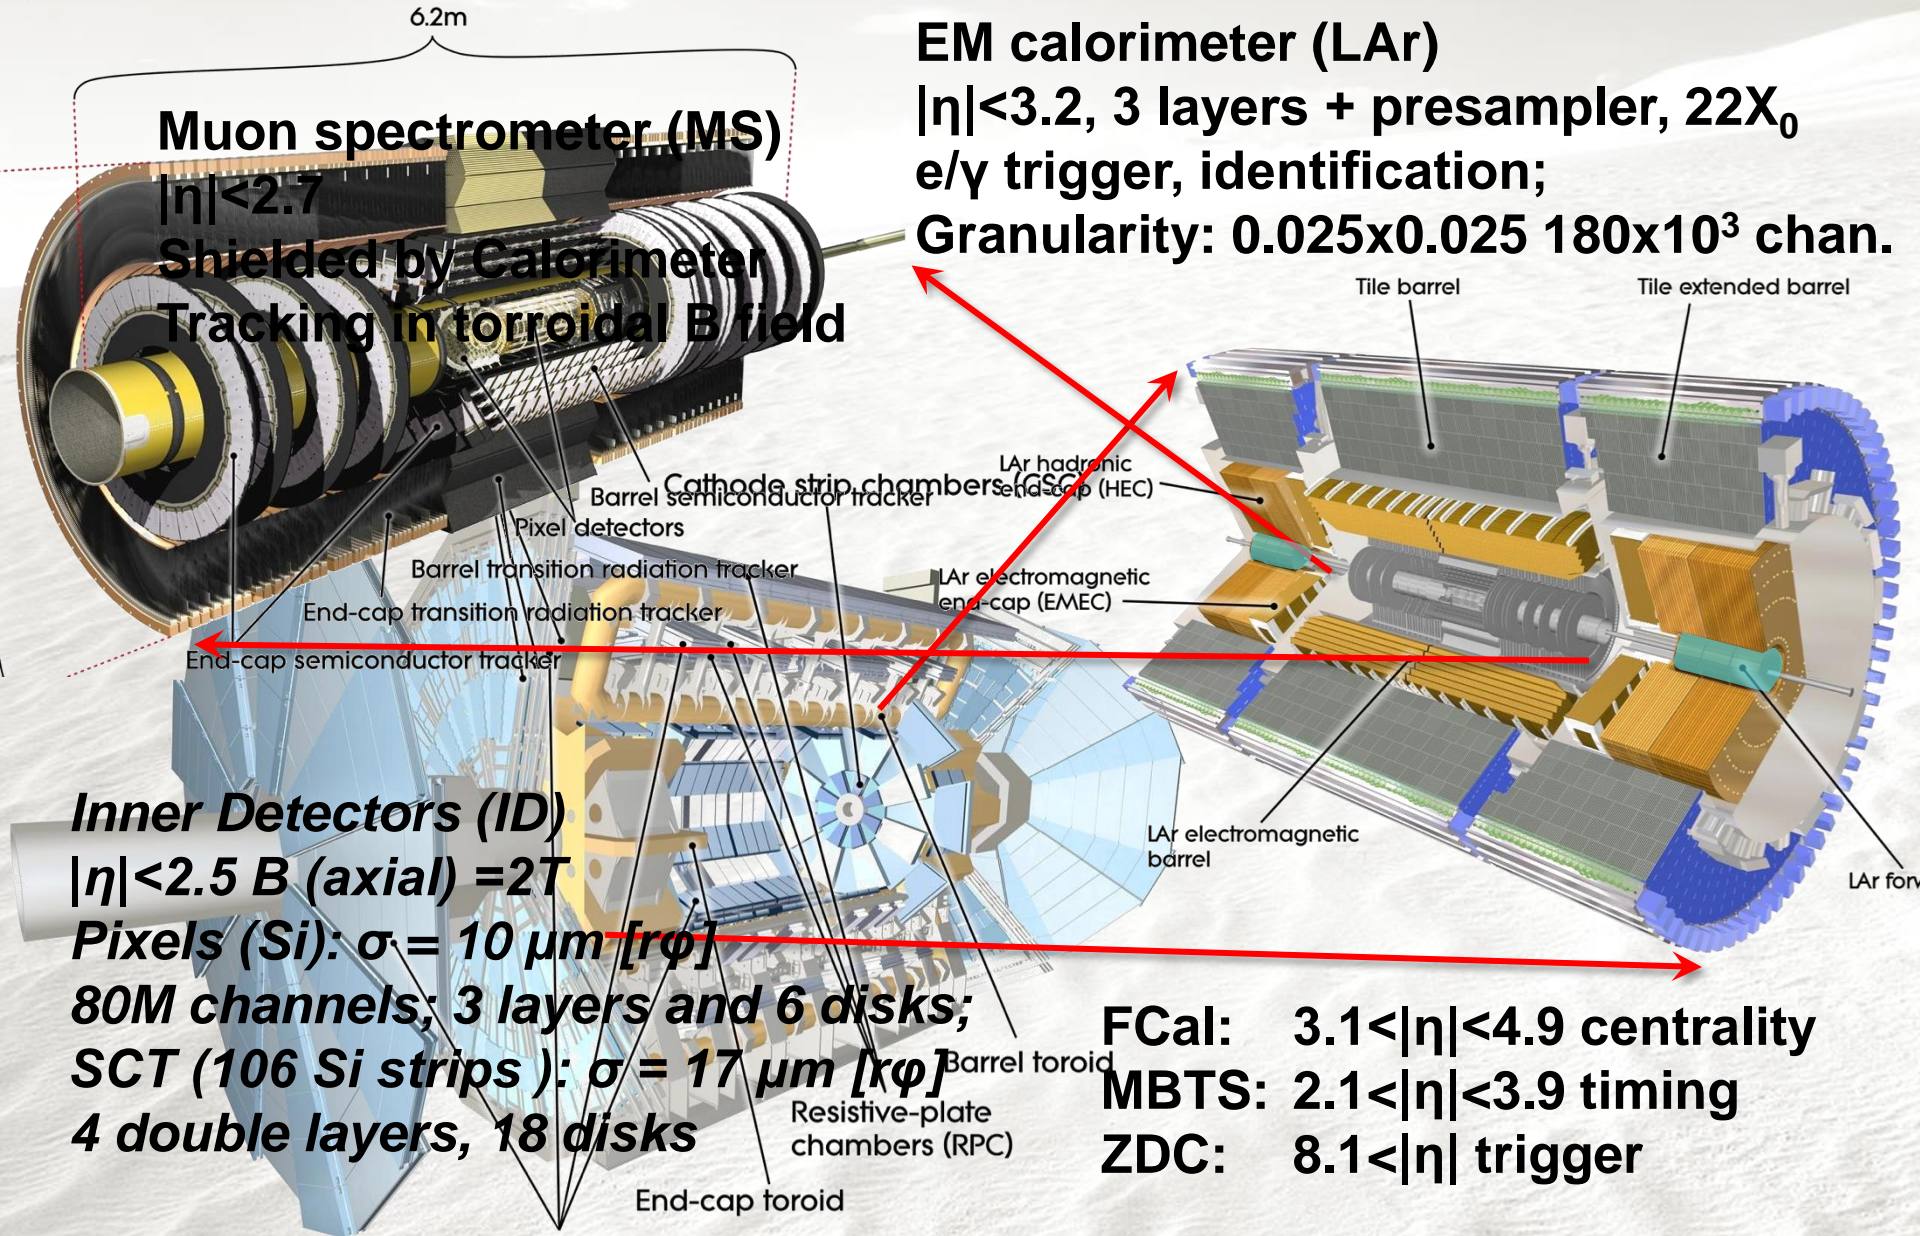 6.2m
Muon spectrometer (MS)
|η|<2.7
Shielded by Calorimeter
Tracking in torroidal B field
EM calorimeter (LAr)
|η|<3.2, 3 layers + presampler, 22X₀
e/γ trigger, identification;
Granularity: 0.025x0.025 180x10³ chan.
Tile barrel
Tile extended barrel
LAr hadronic
end-cap (HEC)
Cathode strip chambers (CSC)
Barrel semiconductor tracker
Pixel detectors
Barrel transition radiation tracker
End-cap transition radiation tracker
End-cap semiconductor tracker
LAr electromagnetic
end-cap (EMEC)
LAr electromagnetic
barrel
LAr forw
Inner Detectors (ID)
|η|<2.5 B (axial) =2T
Pixels (Si): σ = 10 μm [rφ]
80M channels; 3 layers and 6 disks;
SCT (106 Si strips ): σ = 17 μm [rφ]
4 double layers, 18 disks
Barrel toroid
Resistive-plate
chambers (RPC)
End-cap toroid
FCal: 3.1<|η|<4.9 centrality
MBTS: 2.1<|η|<3.9 timing
ZDC: 8.1<|η| trigger